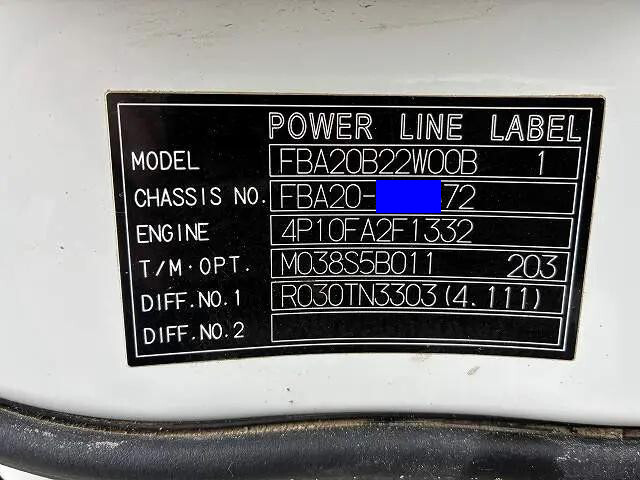 POWER LINE LABEL
MODEL FBA20B22W00B 1
CHASSIS NO. FBA20- 72
ENGINE 4P10FA2F1332
T/M·OPT. M038S5B011 203
DIFF.NO.1 R030TN3303(4.111)
DIFF.NO.2